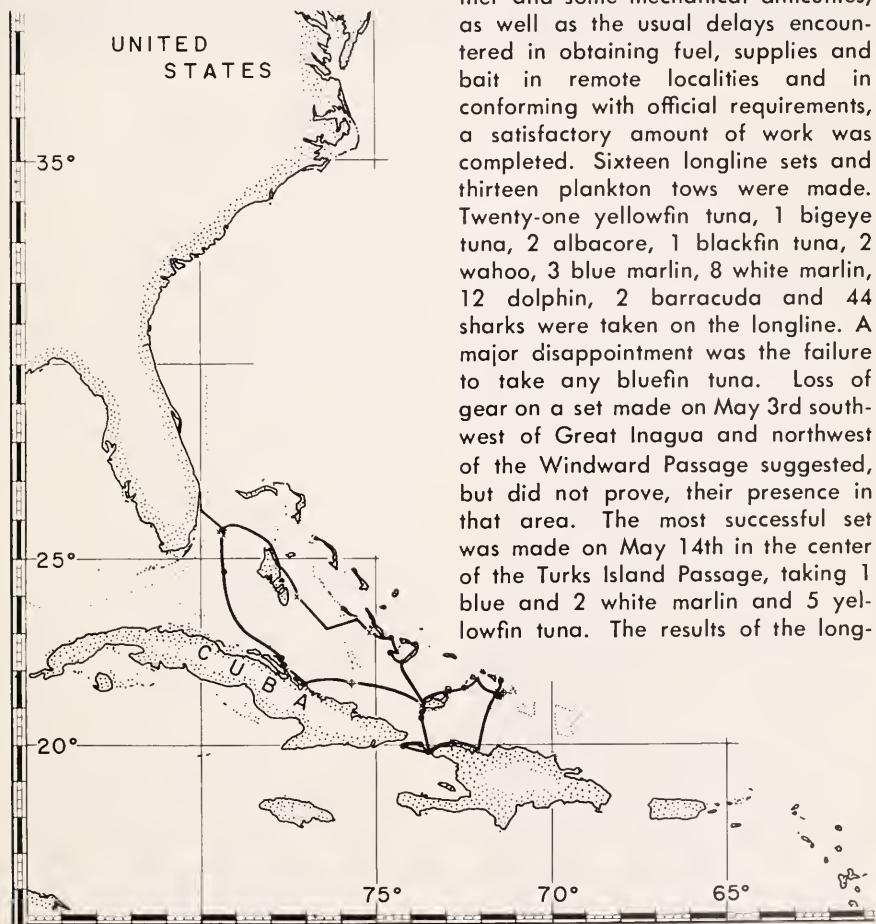 as well as the usual delays encoun-
tered in obtaining fuel, supplies and
bait in remote localities and in
conforming with official requirements,
a satisfactory amount of work was
completed. Sixteen longline sets and
thirteen plankton tows were made.
Twenty-one yellowfin tuna, 1 bigeye
tuna, 2 albacore, 1 blackfin tuna, 2
wahoo, 3 blue marlin, 8 white marlin,
12 dolphin, 2 barracuda and 44
sharks were taken on the longline. A
major disappointment was the failure
to take any bluefin tuna. Loss of
gear on a set made on May 3rd south-
west of Great Inagua and northwest
of the Windward Passage suggested,
but did not prove, their presence in
that area. The most successful set
was made on May 14th in the center
of the Turks Island Passage, taking 1
blue and 2 white marlin and 5 yel-
lowfin tuna. The results of the long-
UNITED
STATES
35°
25°
CUBA
20°
75° 70° 65°